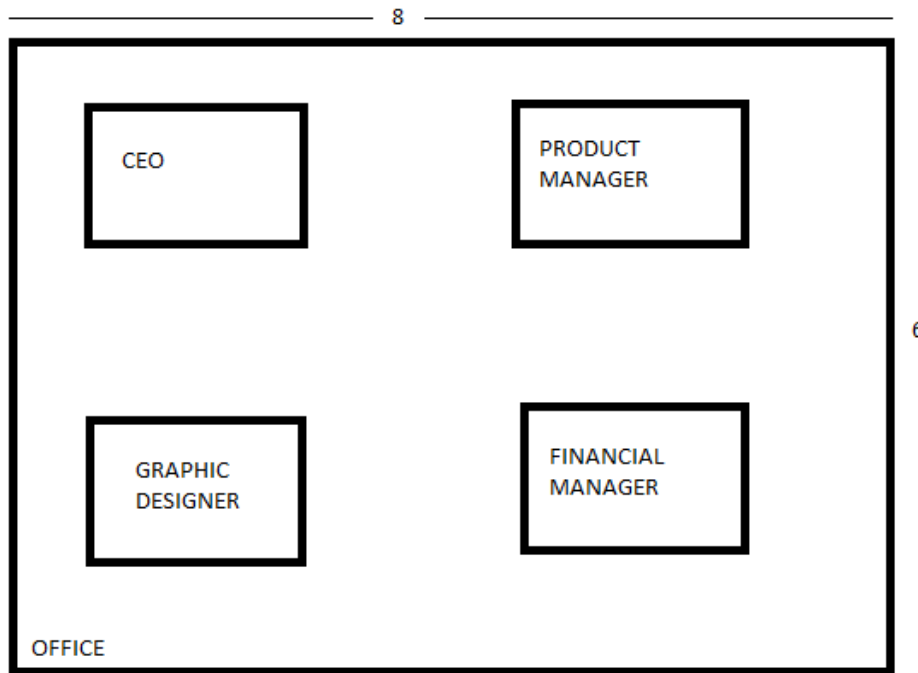 8
CEO
PRODUCT
MANAGER
6
GRAPHIC
DESIGNER
FINANCIAL
MANAGER
OFFICE